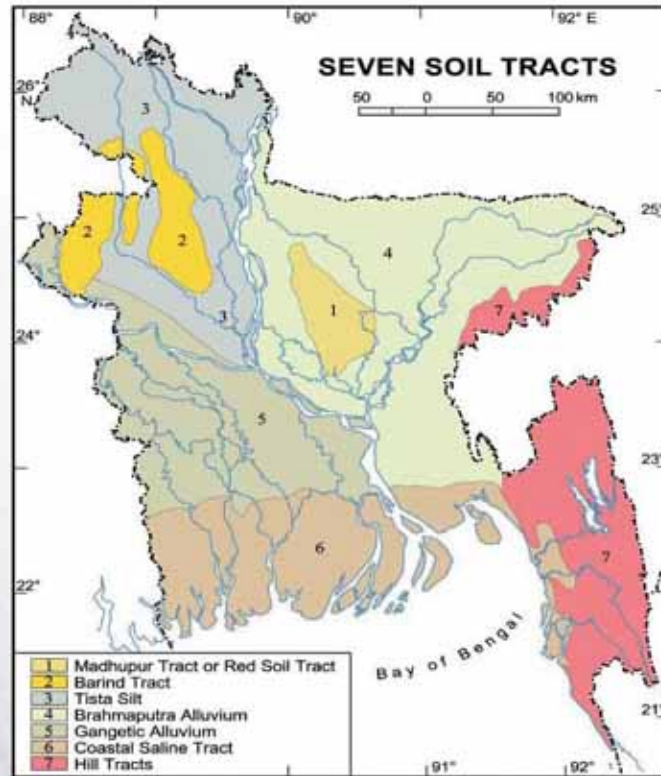 88° 90° 92° E
SEVEN SOIL TRACTS
50 0 50 100 km
26°
N
3
2
2
25°
25°
4
1
3
7
24°
24°
5
23°
23°
6
7
22°
Bay of Bengal
21°
91° 92°
1 Madhupur Tract or Red Soil Tract
2 Barind Tract
3 Tista Silt
4 Brahmaputra Alluvium
5 Gangetic Alluvium
6 Coastal Saline Tract
7 Hill Tracts